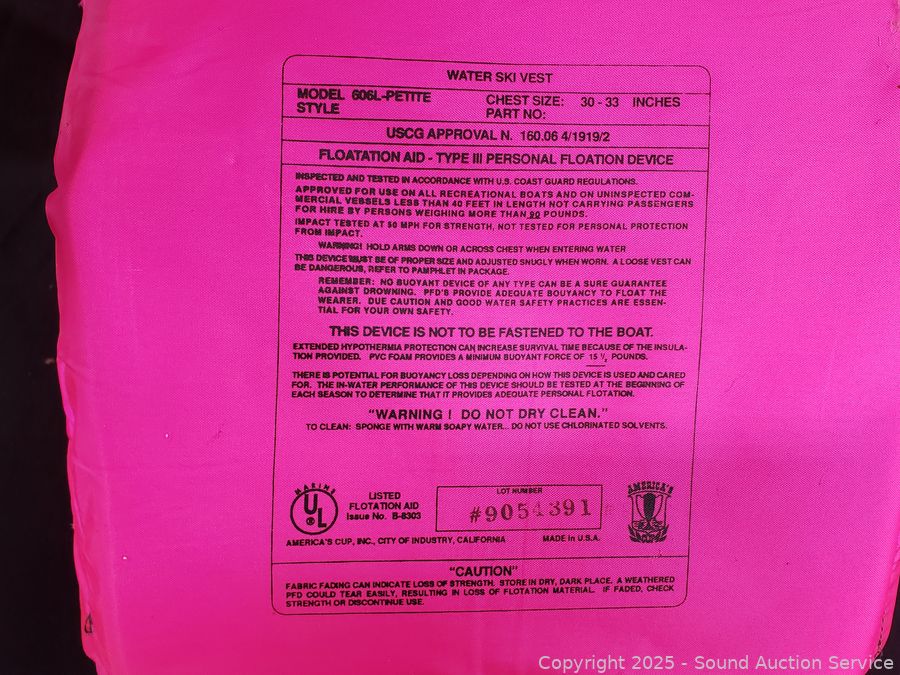 WATER SKI VEST
MODEL 606L-PETITE
STYLE
CHEST SIZE: 30 - 33 INCHES
PART NO:
USCG APPROVAL N. 160.06 4/1919/2
FLOATATION AID - TYPE III PERSONAL FLOATION DEVICE
INSPECTED AND TESTED IN ACCORDANCE WITH U.S. COAST GUARD REGULATIONS.
APPROVED FOR USE ON ALL RECREATIONAL BOATS AND ON UNINSPECTED COM-
MERCIAL VESSELS LESS THAN 40 FEET IN LENGTH NOT CARRYING PASSENGERS
FOR HIRE BY PERSONS WEIGHING MORE THAN 90 POUNDS.
IMPACT TESTED AT 50 MPH FOR STRENGTH, NOT TESTED FOR PERSONAL PROTECTION
FROM IMPACT.
WARNING! HOLD ARMS DOWN OR ACROSS CHEST WHEN ENTERING WATER
THIS DEVICE MUST BE OF PROPER SIZE AND ADJUSTED SNUGLY WHEN WORN. A LOOSE VEST CAN
BE DANGEROUS, REFER TO PAMPHLET IN PACKAGE.
REMEMBER: NO BUOYANT DEVICE OF ANY TYPE CAN BE A SURE GUARANTEE
AGAINST DROWNING. PFD'S PROVIDE ADEQUATE BOUYANCY TO FLOAT THE
WEARER. DUE CAUTION AND GOOD WATER SAFETY PRACTICES ARE ESSEN-
TIAL FOR YOUR OWN SAFETY.
THIS DEVICE IS NOT TO BE FASTENED TO THE BOAT.
EXTENDED HYPOTHERMIA PROTECTION CAN INCREASE SURVIVAL TIME BECAUSE OF THE INSULA-
TION PROVIDED. PVC FOAM PROVIDES A MINIMUM BUOYANT FORCE OF 15 ½ POUNDS.
THERE IS POTENTIAL FOR BUOYANCY LOSS DEPENDING ON HOW THIS DEVICE IS USED AND CARED
FOR. THE IN-WATER PERFORMANCE OF THIS DEVICE SHOULD BE TESTED AT THE BEGINNING OF
EACH SEASON TO DETERMINE THAT IT PROVIDES ADEQUATE PERSONAL FLOTATION.
"WARNING ! DO NOT DRY CLEAN."
TO CLEAN: SPONGE WITH WARM SOAPY WATER... DO NOT USE CHLORINATED SOLVENTS.
MARINE
UL
®
LISTED
FLOTATION AID
Issue No. B-8303
LOT NUMBER
#9054391
AMERICA'S
CUP
AMERICA'S CUP, INC., CITY OF INDUSTRY, CALIFORNIA
MADE In U.S.A.
"CAUTION"
FABRIC FADING CAN INDICATE LOSS OF STRENGTH. STORE IN DRY, DARK PLACE. A WEATHERED
PFD COULD TEAR EASILY, RESULTING IN LOSS OF FLOTATION MATERIAL. IF FADED, CHECK
STRENGTH OR DISCONTINUE USE.
Copyright 2025 - Sound Auction Service